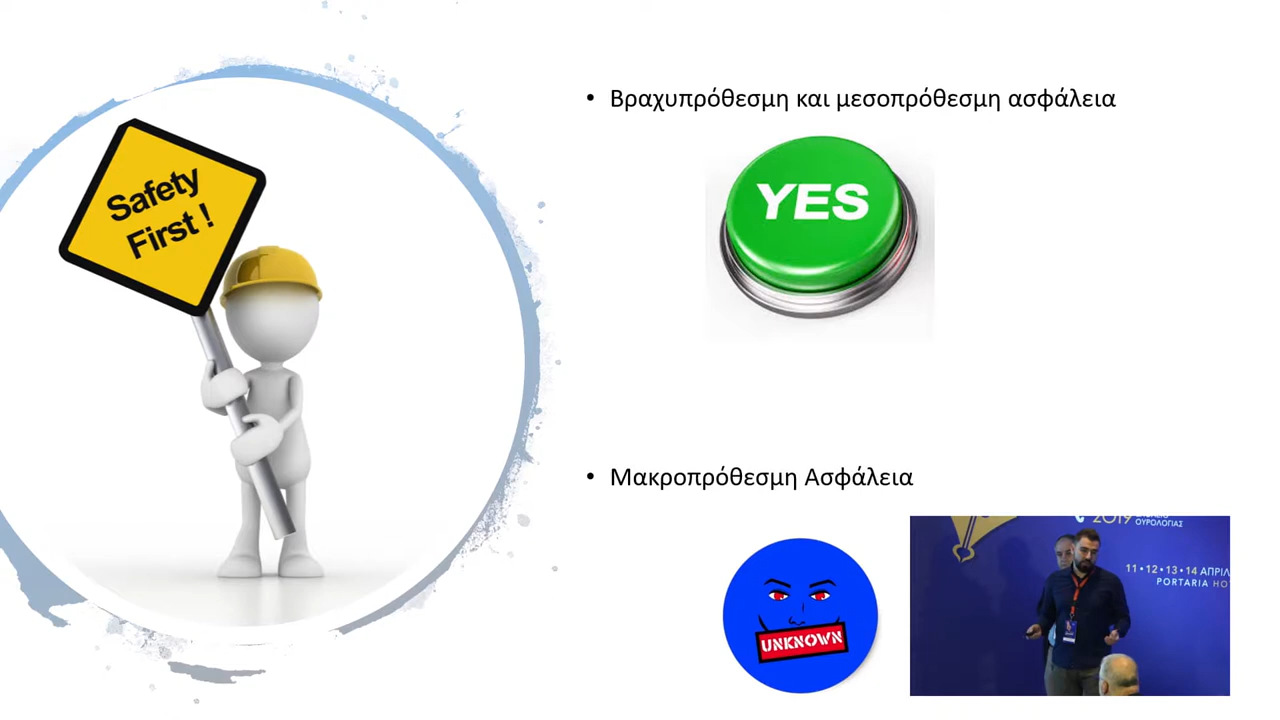 Safety
First !
• Βραχυπρόθεσμη και μεσοπρόθεσμη ασφάλεια
YES
• Μακροπρόθεσμη Ασφάλεια
UNKNOWN
2019
ΟΥΡΟΛΟΓΙΑΣ
11 • 12 • 13 • 14 ΑΠΡΙΛ
PORTARIA HO